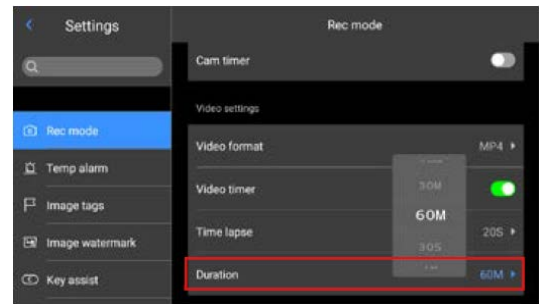 Settings
Rec mode
Cam timer
Video settings
Rec mode
Video format
MP4
Temp alarm
30M
Video timer
Image tags
60M
Time lapse
20S
Image watermark
30S
Key assist
Duration
60M